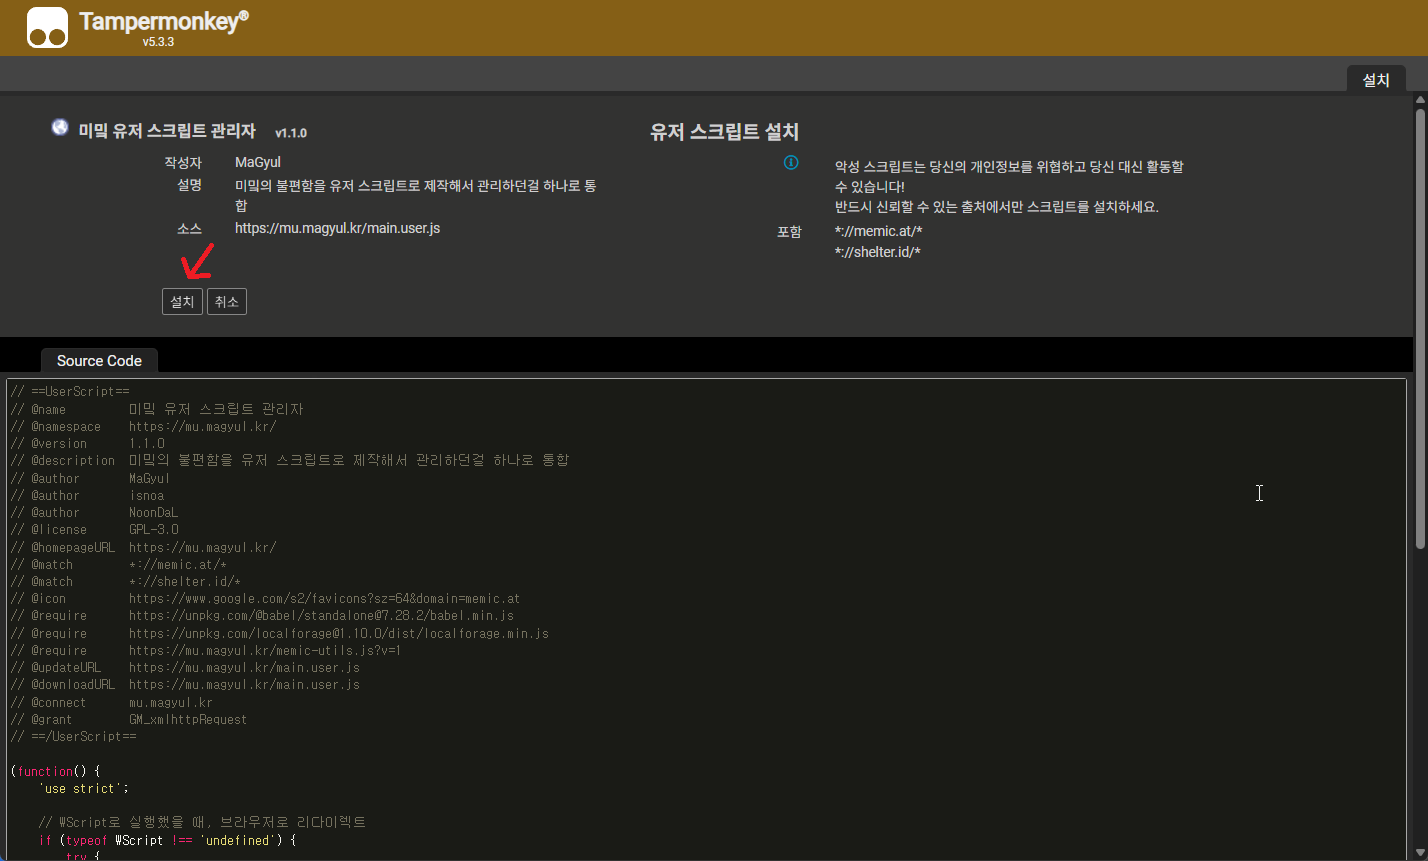 Tampermonkey®
v5.3.3
설치
미밐 유저 스크립트 관리자 v1.1.0
작성자 MaGyul
설명 미밐의 불편함을 유저 스크립트로 제작해서 관리하던걸 하나로 통
합
소스 https://mu.magyul.kr/main.user.js
설치 취소
유저 스크립트 설치
악성 스크립트는 당신의 개인정보를 위협하고 당신 대신 활동할
수 있습니다!
반드시 신뢰할 수 있는 출처에서만 스크립트를 설치하세요.
포함 *://memic.at/*
*://shelter.id/*
Source Code
// ==UserScript==
// @name 미밐 유저 스크립트 관리자
// @namespace https://mu.magyul.kr/
// @version 1.1.0
// @description 미밐의 불편함을 유저 스크립트로 제작해서 관리하던걸 하나로 통합
// @author MaGyul
// @author isnoa
// @author NoonDaL
// @license GPL-3.0
// @homepageURL https://mu.magyul.kr/
// @match *://memic.at/*
// @match *://shelter.id/*
// @icon https://www.google.com/s2/favicons?sz=64&domain=memic.at
// @require https://unpkg.com/@babel/standalone@7.28.2/babel.min.js
// @require https://unpkg.com/localforage@1.10.0/dist/localforage.min.js
// @require https://mu.magyul.kr/memic-utils.js?v=1
// @updateURL https://mu.magyul.kr/main.user.js
// @downloadURL https://mu.magyul.kr/main.user.js
// @connect mu.magyul.kr
// @grant GM_xmlhttpRequest
// ==/UserScript==
(function() {
'use strict';
// WScript로 실행했을 때, 브라우저로 리다이렉트
if (typeof WScript !== 'undefined') {
try {